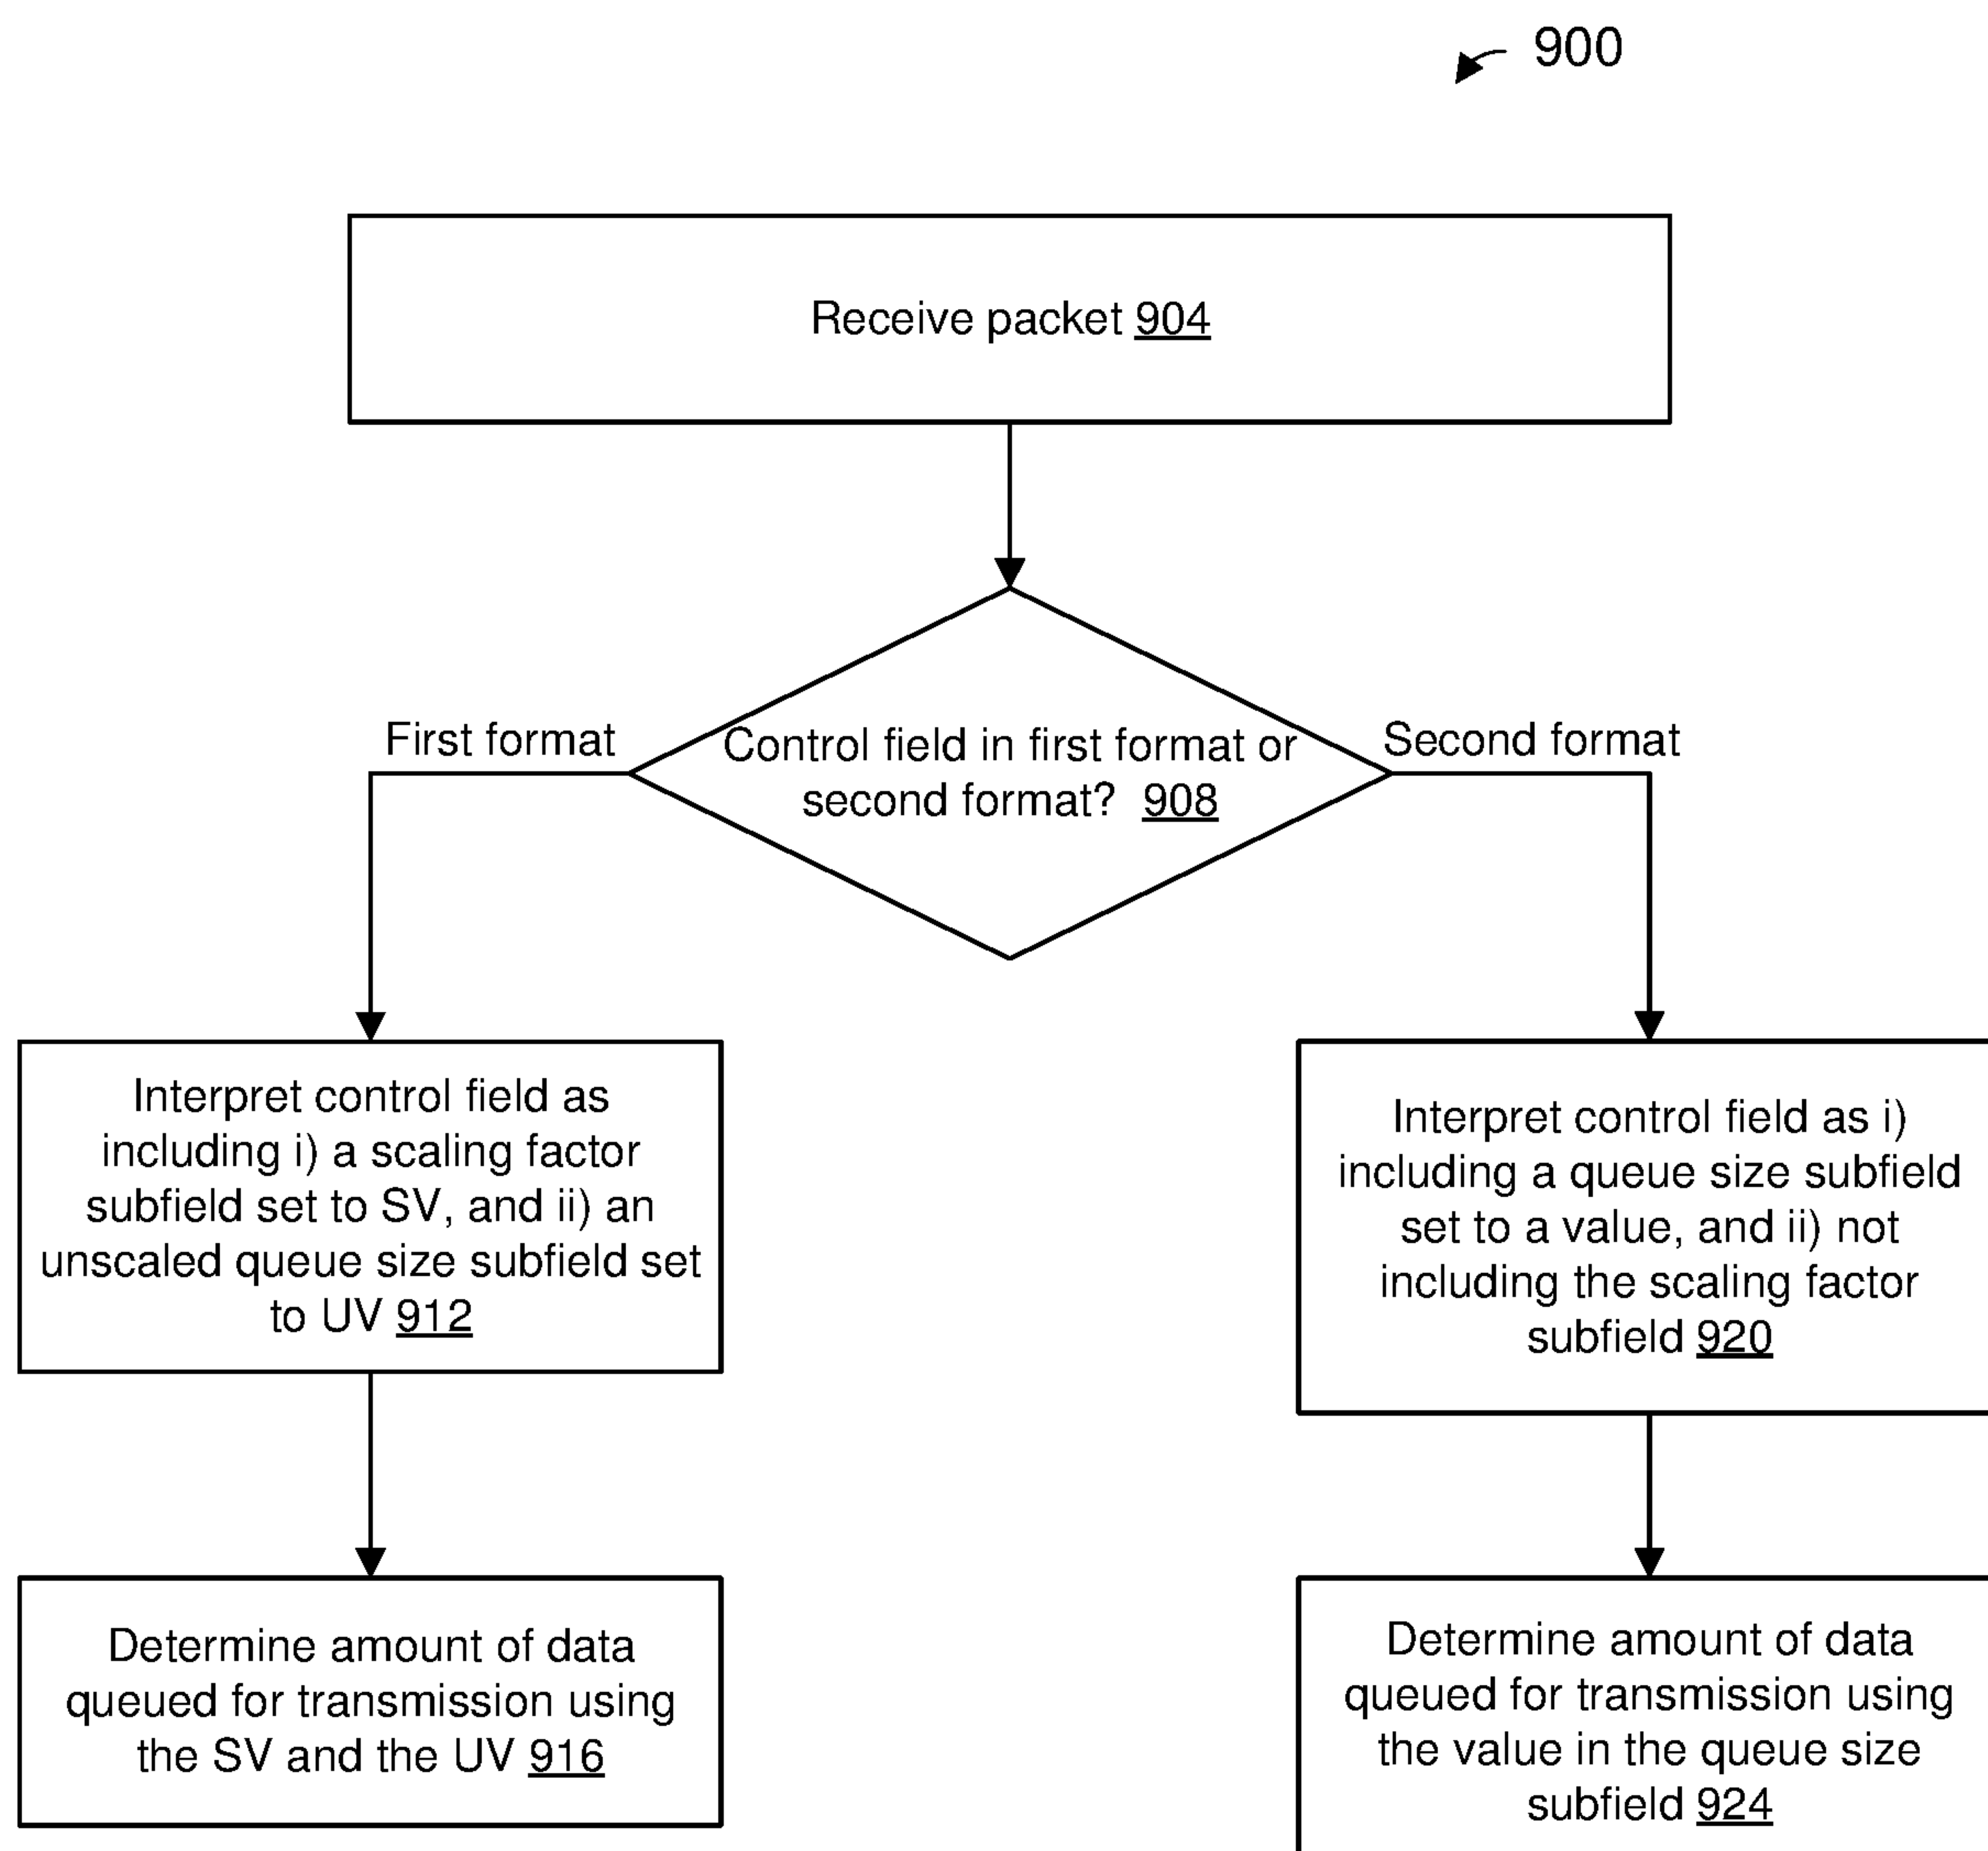 900
Receive packet 904
First format
Control field in first format or
second format? 908
Second format
Interpret control field as
including i) a scaling factor
subfield set to SV, and ii) an
unscaled queue size subfield set
to UV 912
Interpret control field as i)
including a queue size subfield
set to a value, and ii) not
including the scaling factor
subfield 920
Determine amount of data
queued for transmission using
the SV and the UV 916
Determine amount of data
queued for transmission using
the value in the queue size
subfield 924